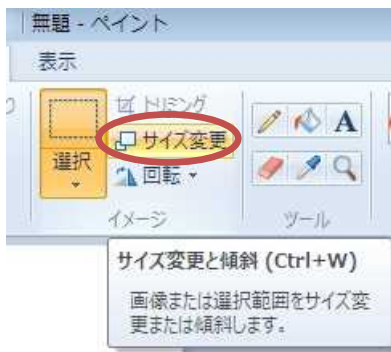 無題 - ペイント
表示
トリミング
サイズ変更
選択
回転
A
イメージ
ツール
サイズ変更と傾斜 (Ctrl+W)
画像または選択範囲をサイズ変
更または傾斜します。